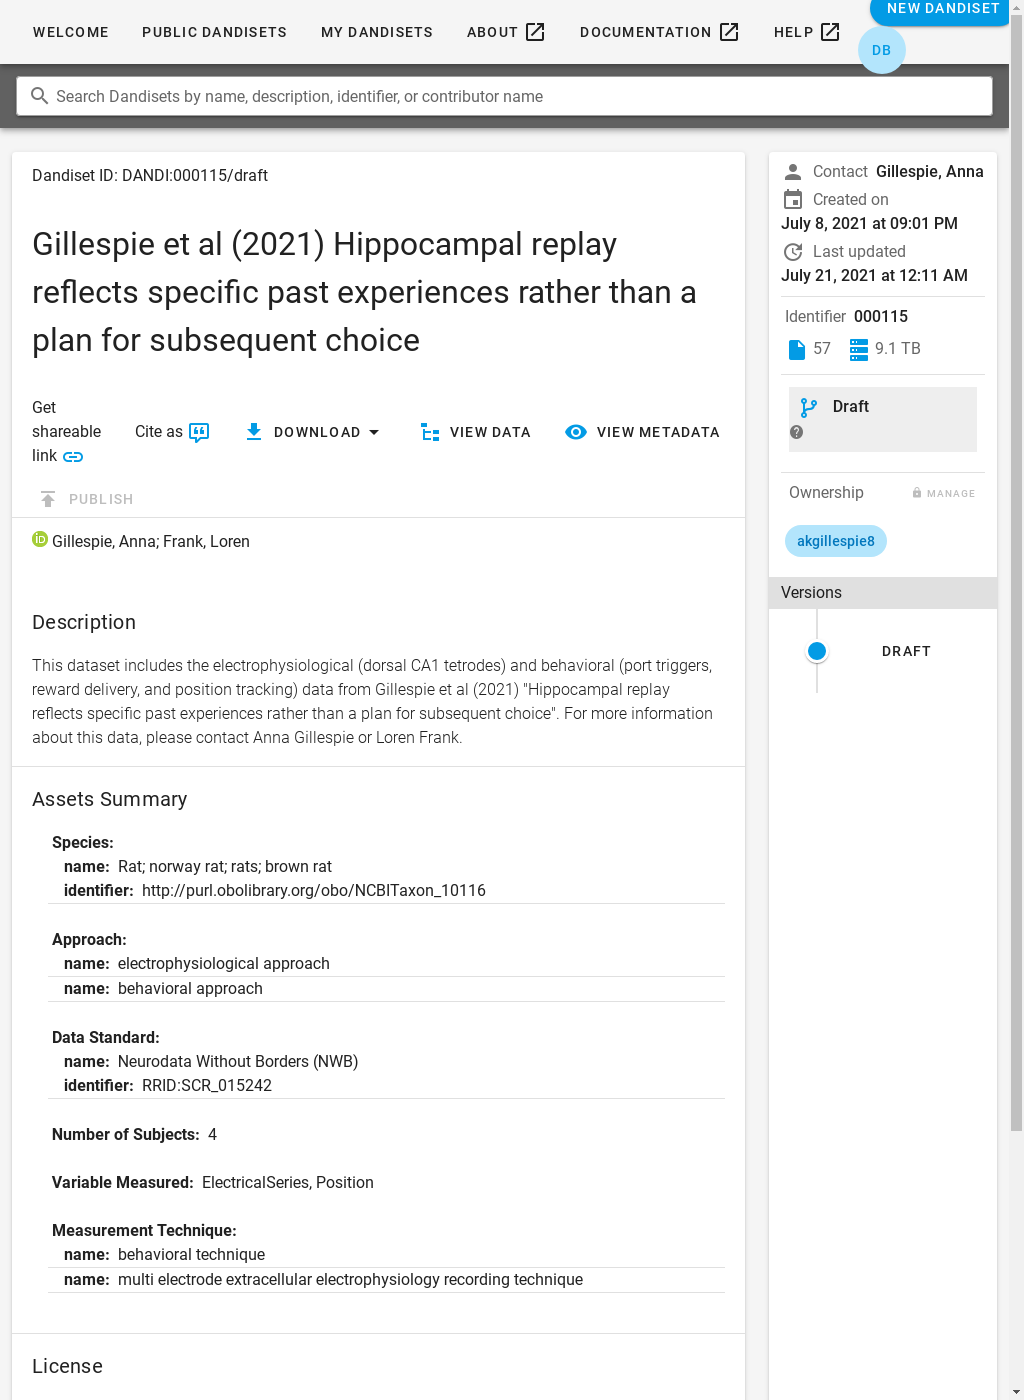 NEW DANDISET
WELCOME PUBLIC DANDISETS MY DANDISETS ABOUT DOCUMENTATION HELP
DB
Search Dandisets by name, description, identifier, or contributor name
Dandiset ID: DANDI:000115/draft
Gillespie et al (2021) Hippocampal replay
reflects specific past experiences rather than a
plan for subsequent choice
Get
shareable
link
Cite as
DOWNLOAD
VIEW DATA
VIEW METADATA
PUBLISH
iD Gillespie, Anna; Frank, Loren
Description
This dataset includes the electrophysiological (dorsal CA1 tetrodes) and behavioral (port triggers,
reward delivery, and position tracking) data from Gillespie et al (2021) "Hippocampal replay
reflects specific past experiences rather than a plan for subsequent choice". For more information
about this data, please contact Anna Gillespie or Loren Frank.
Assets Summary
Species:
name: Rat; norway rat; rats; brown rat
identifier: http://purl.obolibrary.org/obo/NCBITaxon_10116
Approach:
name: electrophysiological approach
name: behavioral approach
Data Standard:
name: Neurodata Without Borders (NWB)
identifier: RRID:SCR_015242
Number of Subjects: 4
Variable Measured: ElectricalSeries, Position
Measurement Technique:
name: behavioral technique
name: multi electrode extracellular electrophysiology recording technique
License
Contact Gillespie, Anna
Created on
July 8, 2021 at 09:01 PM
Last updated
July 21, 2021 at 12:11 AM
Identifier 000115
57 9.1 TB
Draft
Ownership MANAGE
akgillespie8
Versions
DRAFT